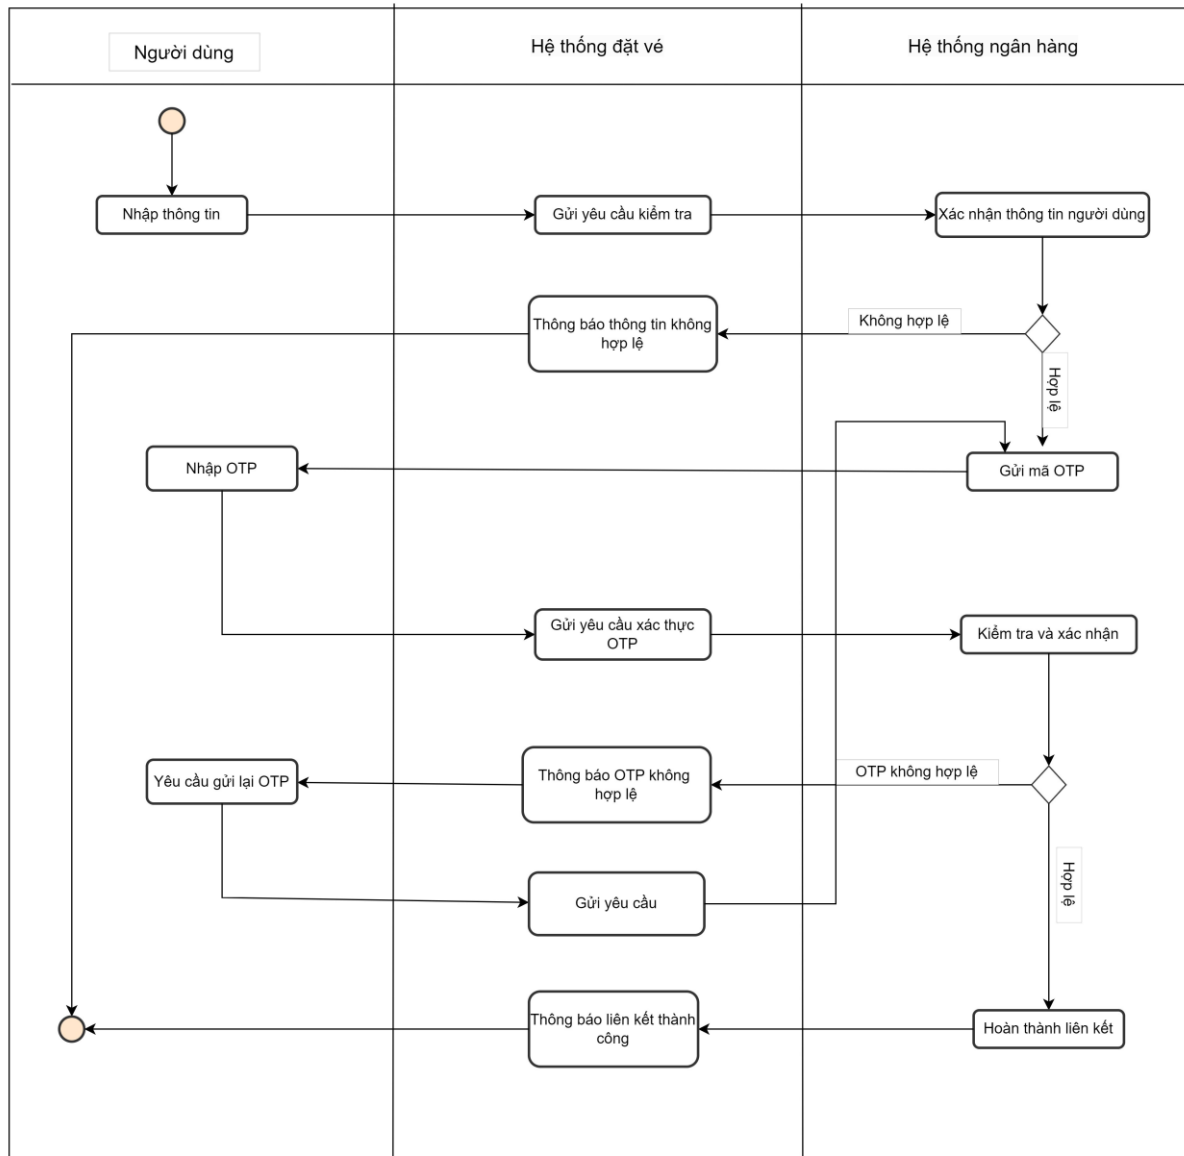 Người dùng
Hệ thống đặt vé
Hệ thống ngân hàng
Nhập thông tin
Gửi yêu cầu kiểm tra
Xác nhận thông tin người dùng
Thông báo thông tin không
hợp lệ
Không hợp lệ
Hợp lệ
Nhập OTP
Gửi mã OTP
Gửi yêu cầu xác thực
OTP
Kiểm tra và xác nhận
Yêu cầu gửi lại OTP
Thông báo OTP không
hợp lệ
OTP không hợp lệ
Hợp lệ
Gửi yêu cầu
Thông báo liên kết thành
công
Hoàn thành liên kết